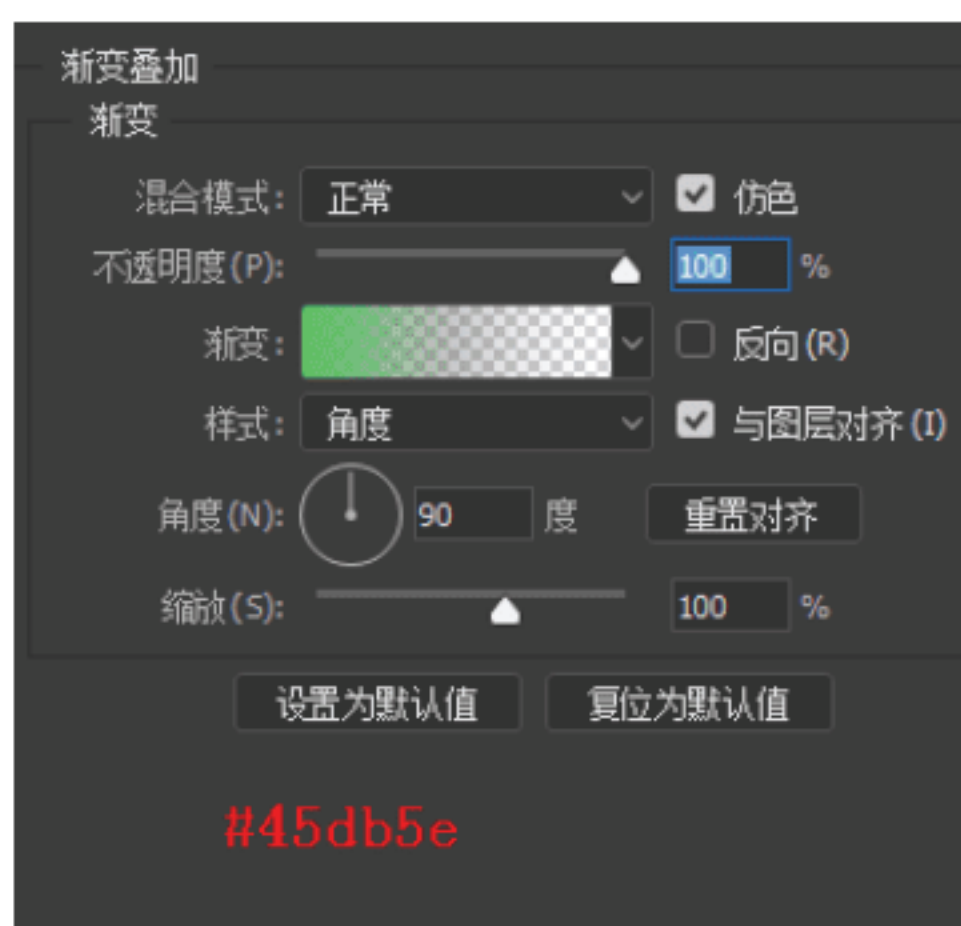 渐变叠加
渐变
混合模式: 正常 仿色
不透明度(P): 100 %
渐变: 反向(R)
样式: 角度 与图层对齐(I)
角度(N): 90 度 重置对齐
缩放(S): 100 %
设置为默认值 复位为默认值
#45db5e